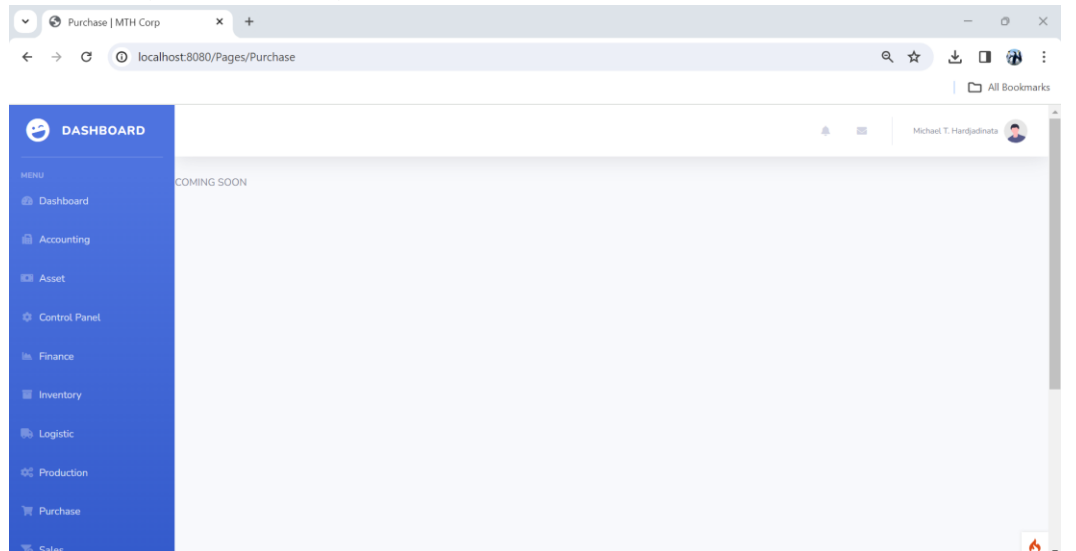 Purchase | MTH Corp
localhost:8080/Pages/Purchase
All Bookmarks
DASHBOARD
Michael T. Hardjadinata
MENU
COMING SOON
Dashboard
Accounting
Asset
Control Panel
Finance
Inventory
Logistic
Production
Purchase
Sales